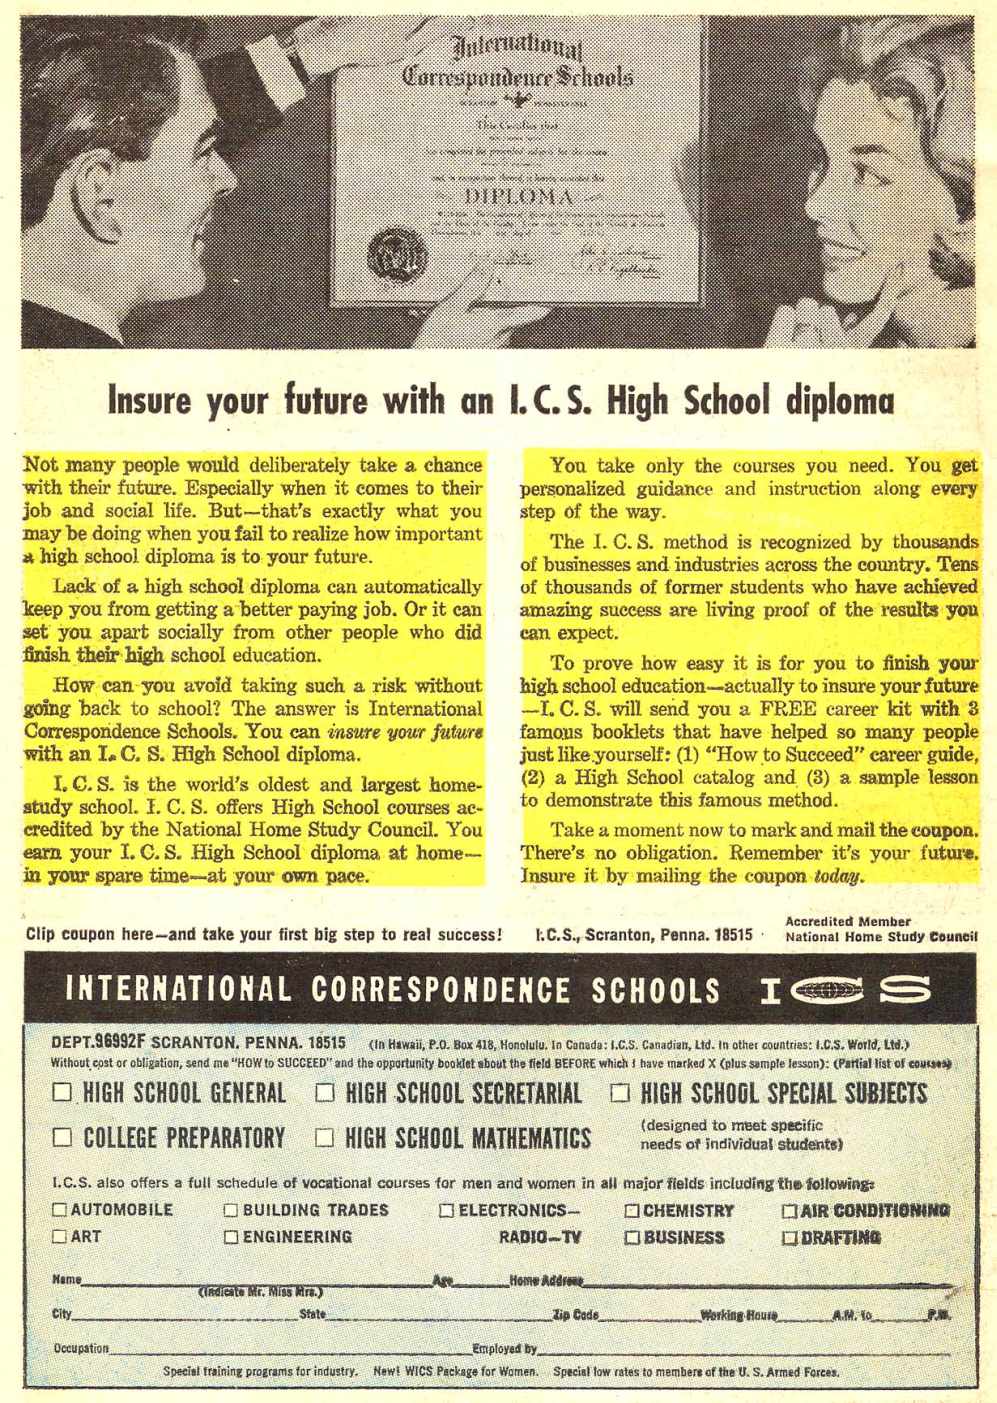 International
Correspondence Schools
SCRANTON PENNSYLVANIA
This Certifies that
DIPLOMA
Insure your future with an I.C.S. High School diploma
Not many people would deliberately take a chance
with their future. Especially when it comes to their
job and social life. But—that's exactly what you
may be doing when you fail to realize how important
a high school diploma is to your future.
Lack of a high school diploma can automatically
keep you from getting a better paying job. Or it can
set you apart socially from other people who did
finish their high school education.
How can you avoid taking such a risk without
going back to school? The answer is International
Correspondence Schools. You can insure your future
with an I. C. S. High School diploma.
I. C. S. is the world's oldest and largest home-
study school. I. C. S. offers High School courses ac-
credited by the National Home Study Council. You
earn your I. C. S. High School diploma at home—
in your spare time—at your own pace.
You take only the courses you need. You get
personalized guidance and instruction along every
step of the way.
The I. C. S. method is recognized by thousands
of businesses and industries across the country. Tens
of thousands of former students who have achieved
amazing success are living proof of the results you
can expect.
To prove how easy it is for you to finish your
high school education—actually to insure your future
—I. C. S. will send you a FREE career kit with 3
famous booklets that have helped so many people
just like yourself: (1) "How to Succeed" career guide,
(2) a High School catalog and (3) a sample lesson
to demonstrate this famous method.
Take a moment now to mark and mail the coupon.
There's no obligation. Remember it's your future.
Insure it by mailing the coupon today.
Clip coupon here—and take your first big step to real success!
I.C.S., Scranton, Penna. 18515
Accredited Member
National Home Study Council
INTERNATIONAL CORRESPONDENCE SCHOOLS ICS
DEPT.96992F SCRANTON, PENNA. 18515 (In Hawaii, P.O. Box 418, Honolulu. In Canada: I.C.S. Canadian, Ltd. In other countries: I.C.S. World, Ltd.)
Without cost or obligation, send me "HOW to SUCCEED" and the opportunity booklet about the field BEFORE which I have marked X (plus sample lesson): (Partial list of courses)
HIGH SCHOOL GENERAL HIGH SCHOOL SECRETARIAL HIGH SCHOOL SPECIAL SUBJECTS
COLLEGE PREPARATORY HIGH SCHOOL MATHEMATICS
(designed to meet specific
needs of individual students)
I.C.S. also offers a full schedule of vocational courses for men and women in all major fields including the following:
AUTOMOBILE BUILDING TRADES ELECTRONICS— CHEMISTRY AIR CONDITIONING
ART ENGINEERING RADIO—TV BUSINESS DRAFTING
Name Age Home Address
(Indicate Mr. Miss Mrs.)
City State Zip Code Working Hours A.M. to P.M.
Occupation Employed by
Special training programs for industry. New! WICS Package for Women. Special low rates to members of the U. S. Armed Forces.